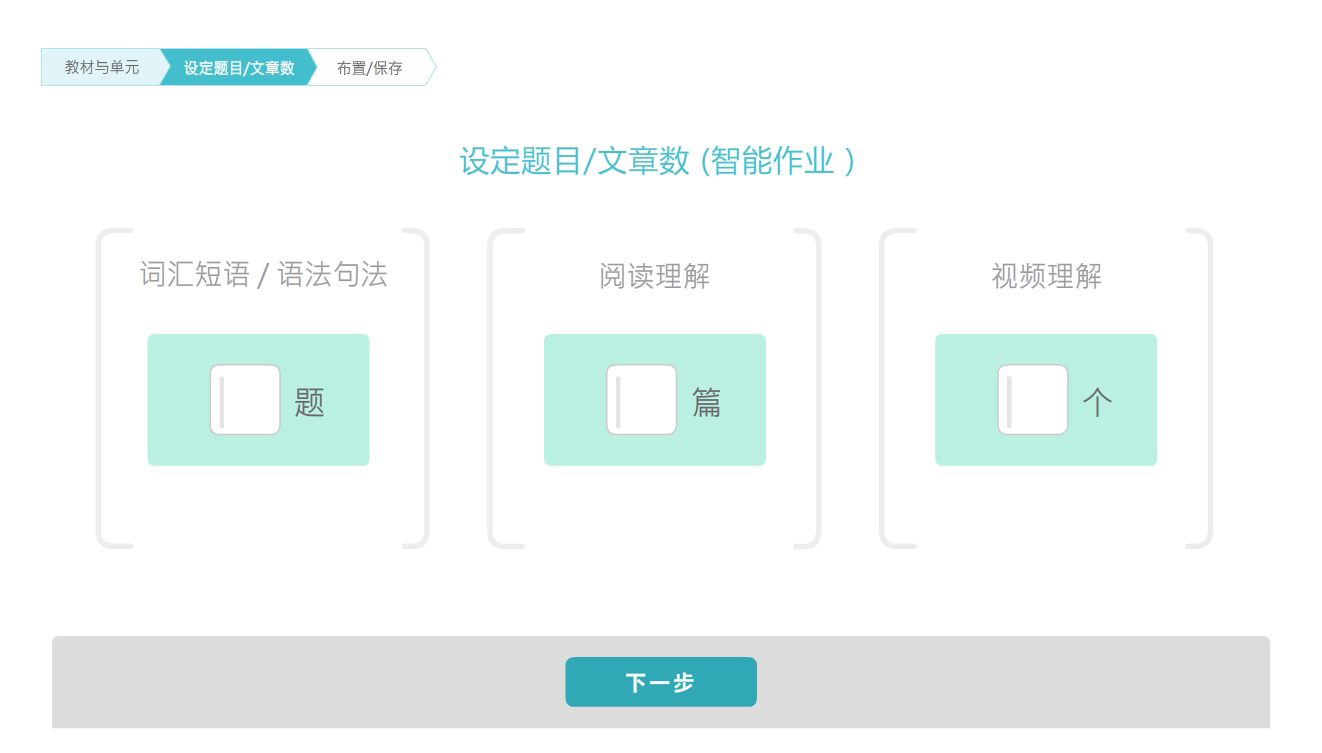 教材与单元 设定题目/文章数 布置/保存
设定题目/文章数 (智能作业 )
词汇短语 / 语法句法 阅读理解 视频理解
题 篇 个
下一步